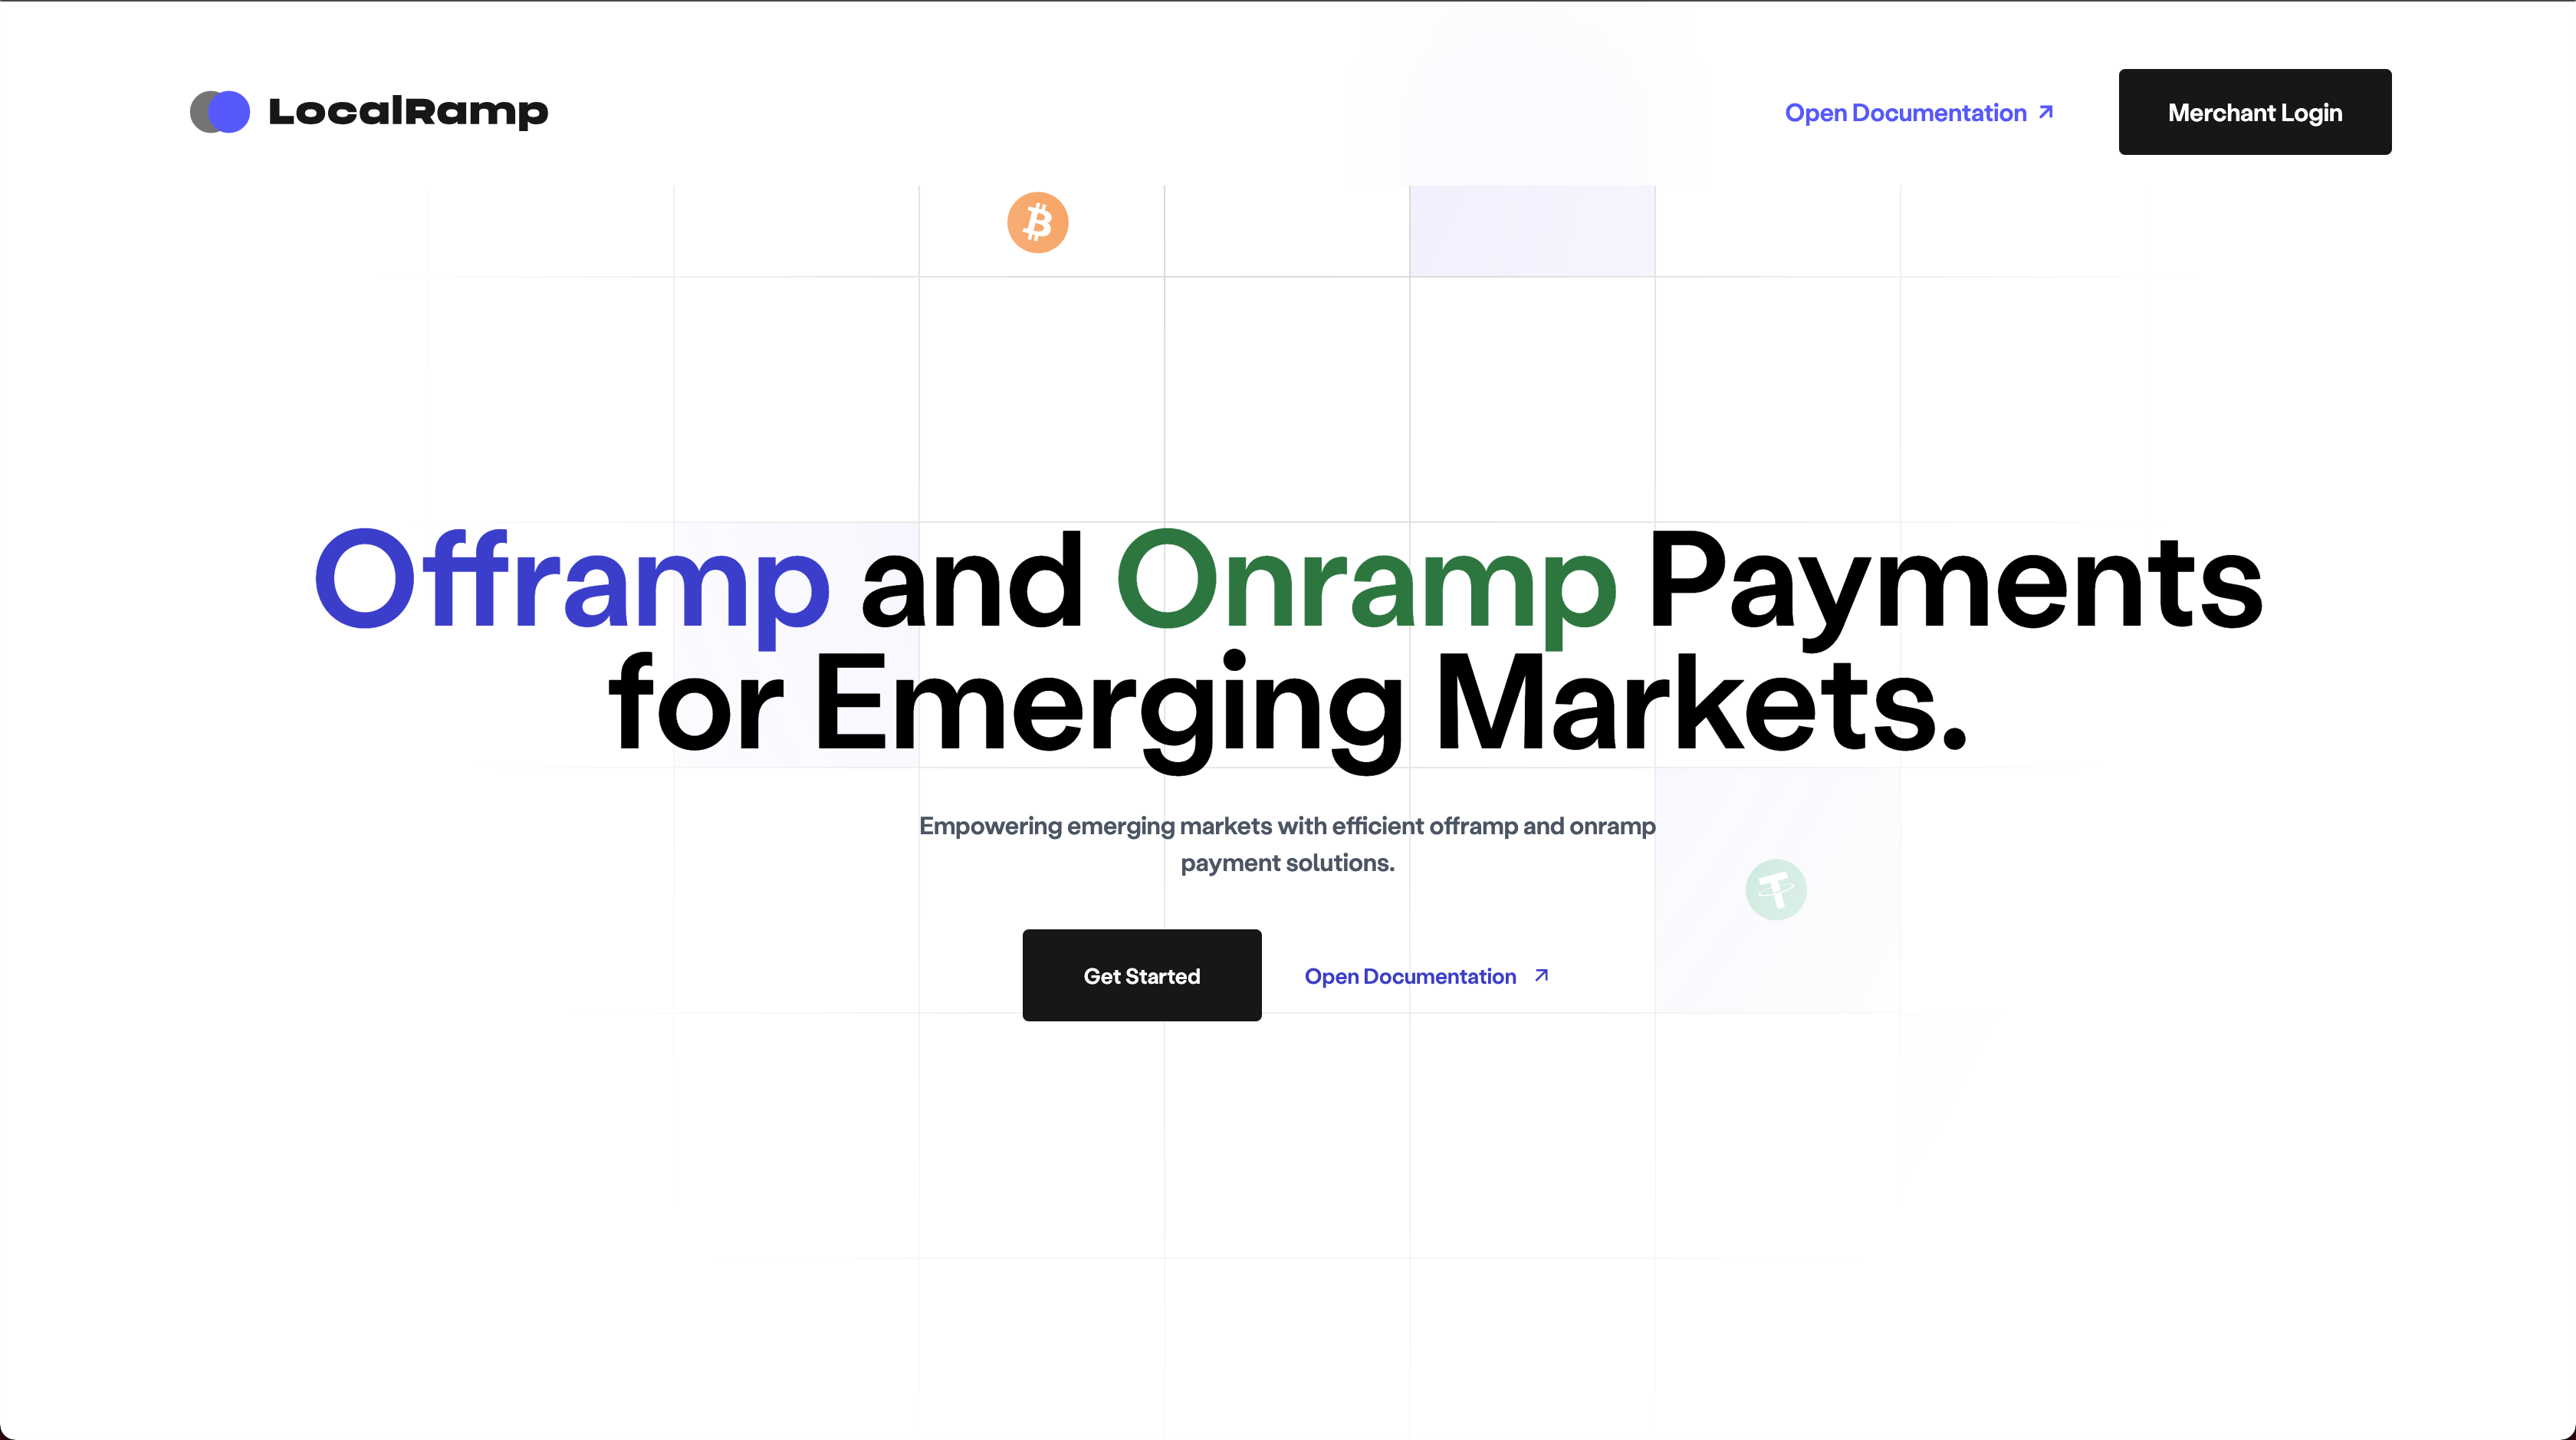 LocalRamp
Open Documentation
Merchant Login
Offramp and Onramp Payments
for Emerging Markets.
Empowering emerging markets with efficient offramp and onramp
payment solutions.
Get Started
Open Documentation